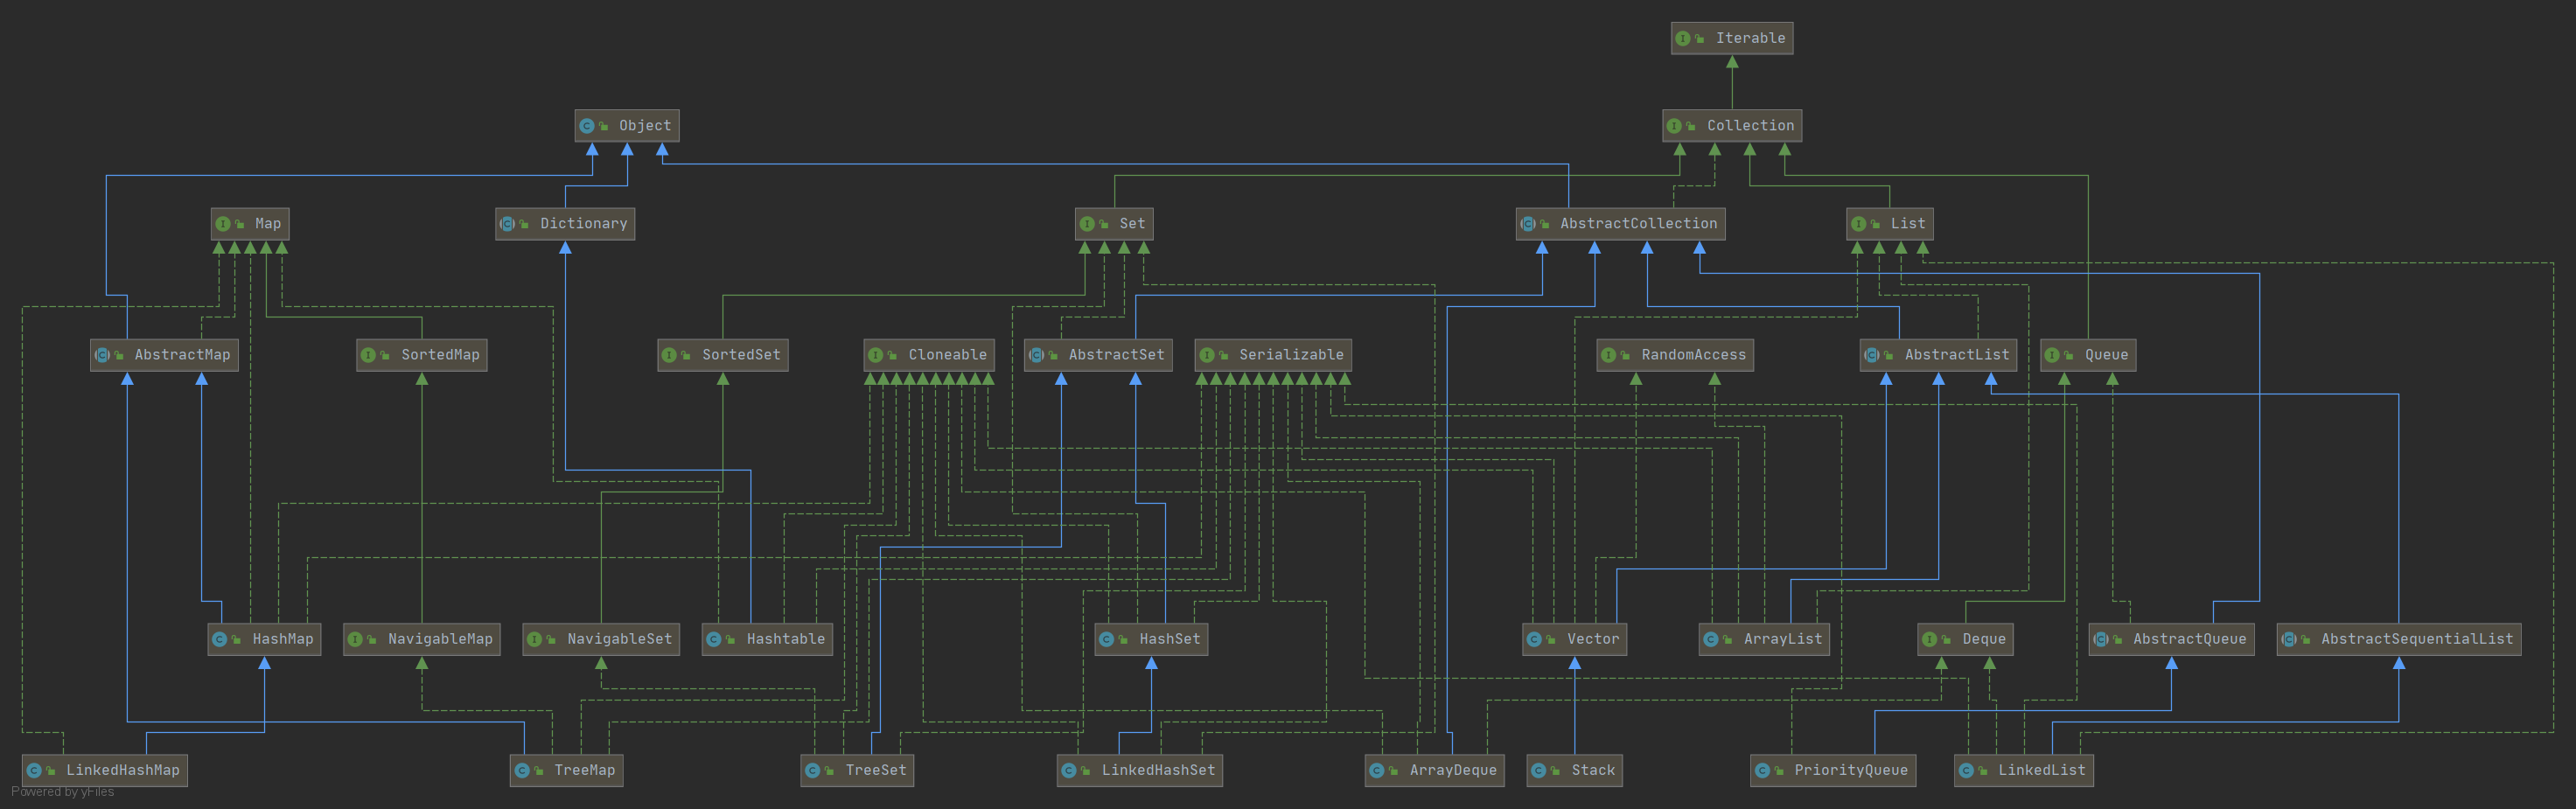 Iterable
Object
Collection
Map
Dictionary
Set
AbstractCollection
List
AbstractMap
SortedMap
SortedSet
Cloneable
AbstractSet
Serializable
RandomAccess
AbstractList
Queue
HashMap
NavigableMap
NavigableSet
Hashtable
HashSet
Vector
ArrayList
Deque
AbstractQueue
AbstractSequentialList
LinkedHashMap
TreeMap
TreeSet
LinkedHashSet
ArrayDeque
Stack
PriorityQueue
LinkedList
Powered by yFiles